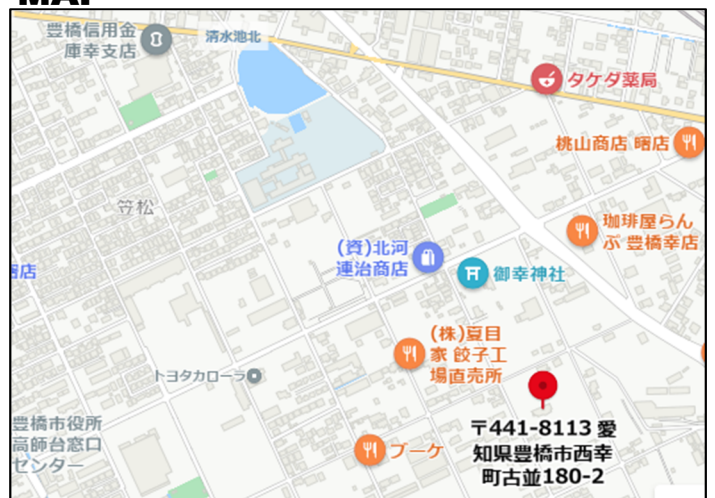 MAP
豊橋信用金
庫幸支店
清水池北
タケダ薬局
桃山商店 曙店
笠松
珈琲屋らん
ぶ 豊橋幸店
(資)北河
連治商店
御幸神社
店
(株)夏目
家 餃子工
場直売所
トヨタカローラ
豊橋市役所
高師台窓口
センター
ブーケ
〒441-8113 愛
知県豊橋市西幸
町古並180-2